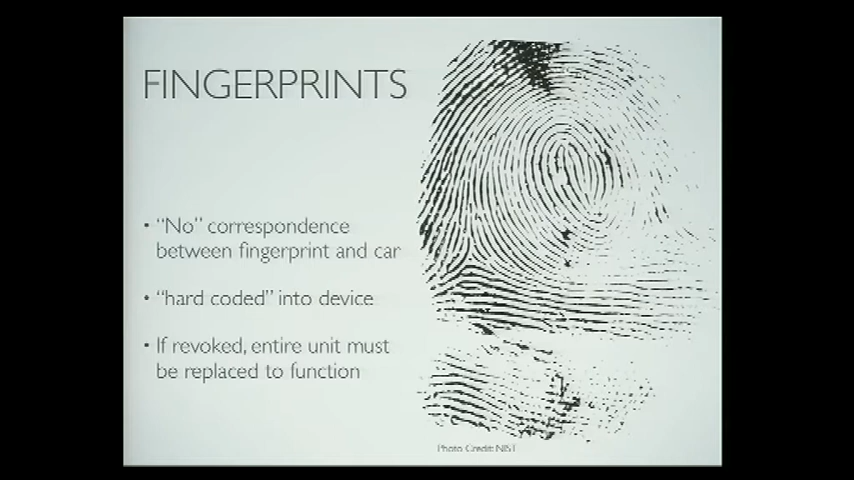 FINGERPRINTS
• “No” correspondence
between fingerprint and car
• “hard coded” into device
• If revoked, entire unit must
be replaced to function
Photo Credit: NIST